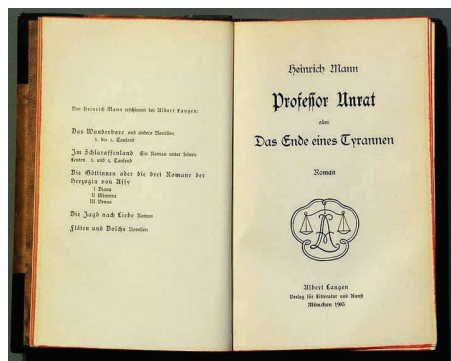 Von Heinrich Mann erschienen bei Albert Langen:
Das Wunderbare und andere Novellen
2. bis 3. Tausend
Im Schlaraffenland Ein Roman unter feinen
Leuten 3. und 4. Tausend
Die Göttinnen oder die drei Romane der
Herzogin von Assy
I Diana
II Minerva
III Venus
Die Jagd nach Liebe Roman
Flöten und Dolche Novellen
Heinrich Mann
Professor Unrat
oder
Das Ende eines Tyrannen
Roman
Albert Langen
Verlag für Litteratur und Kunst
München 1905